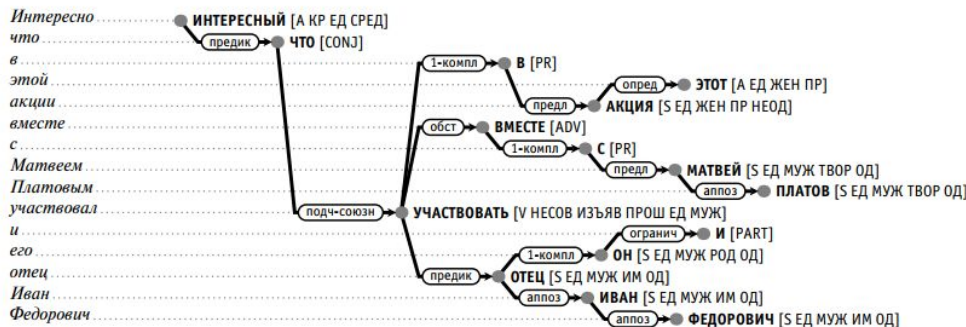 Интересно ИНТЕРЕСНЫЙ [А КР ЕД СРЕД]
что предик ЧТО [CONJ]
в 1-компл В [PR]
этой опред ЭТОТ [А ЕД ЖЕН ПР]
акции предл АКЦИЯ [S ЕД ЖЕН ПР НЕОД]
вместе обст ВМЕСТЕ [ADV]
с 1-компл С [PR]
Матвеем предл МАТВЕЙ [S ЕД МУЖ ТВОР ОД]
Платовым аппоз ПЛАТОВ [S ЕД МУЖ ТВОР ОД]
участвовал подч-союзн УЧАСТВОВАТЬ [V НЕСОВ ИЗЪЯВ ПРОШ ЕД МУЖ]
и огранич И [PART]
его 1-компл ОН [S ЕД МУЖ РОД ОД]
отец предик ОТЕЦ [S ЕД МУЖ ИМ ОД]
Иван аппоз ИВАН [S ЕД МУЖ ИМ ОД]
Федорович аппоз ФЕДОРОВИЧ [S ЕД МУЖ ИМ ОД]